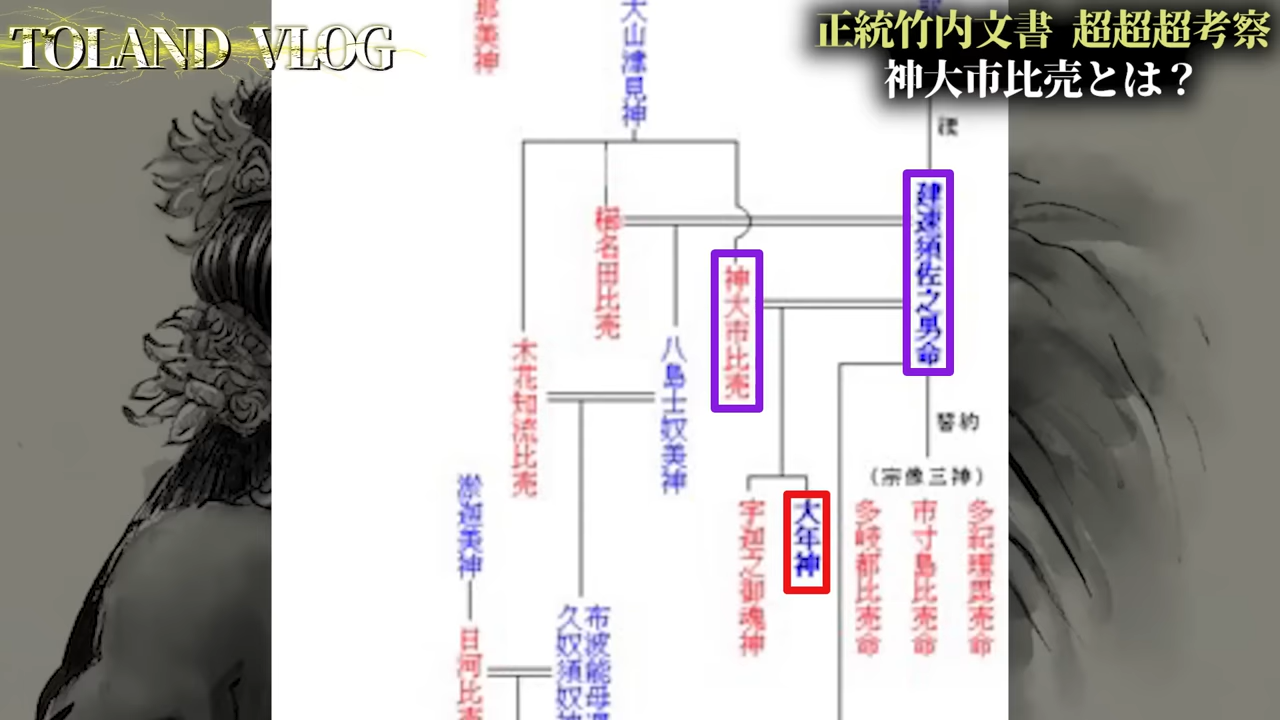 TOLAND VLOG
正統竹内文書 超超超考察
神大市比売とは？
那美神
大山津見神
建速須佐之男命
櫛名田比売
神大市比売
木花知流比売
八島士奴美神
誓約
(宗像三神)
多紀理毘売命
市寸島比売命
多岐都比売命
大年神
宇迦之御魂神
淤迦美神
日河比売
布波能母遅
久奴須奴神